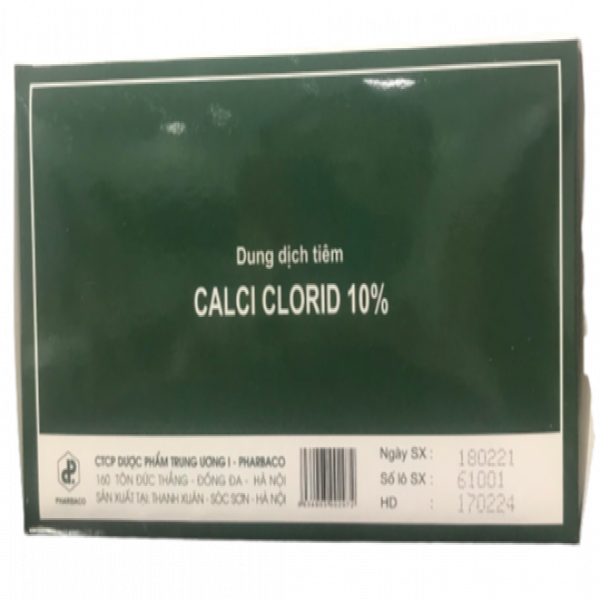 Dung dịch tiêm
CALCI CLORID 10%
CTCP DƯỢC PHẨM TRUNG ƯƠNG I - PHARBACO
160 TÔN ĐỨC THẮNG - ĐỐNG ĐA - HÀ NỘI
SẢN XUẤT TẠI: THANH XUÂN - SÓC SƠN - HÀ NỘI
PHARBACO
Ngày SX : 180221
Số lô SX : 61001
HD : 170224